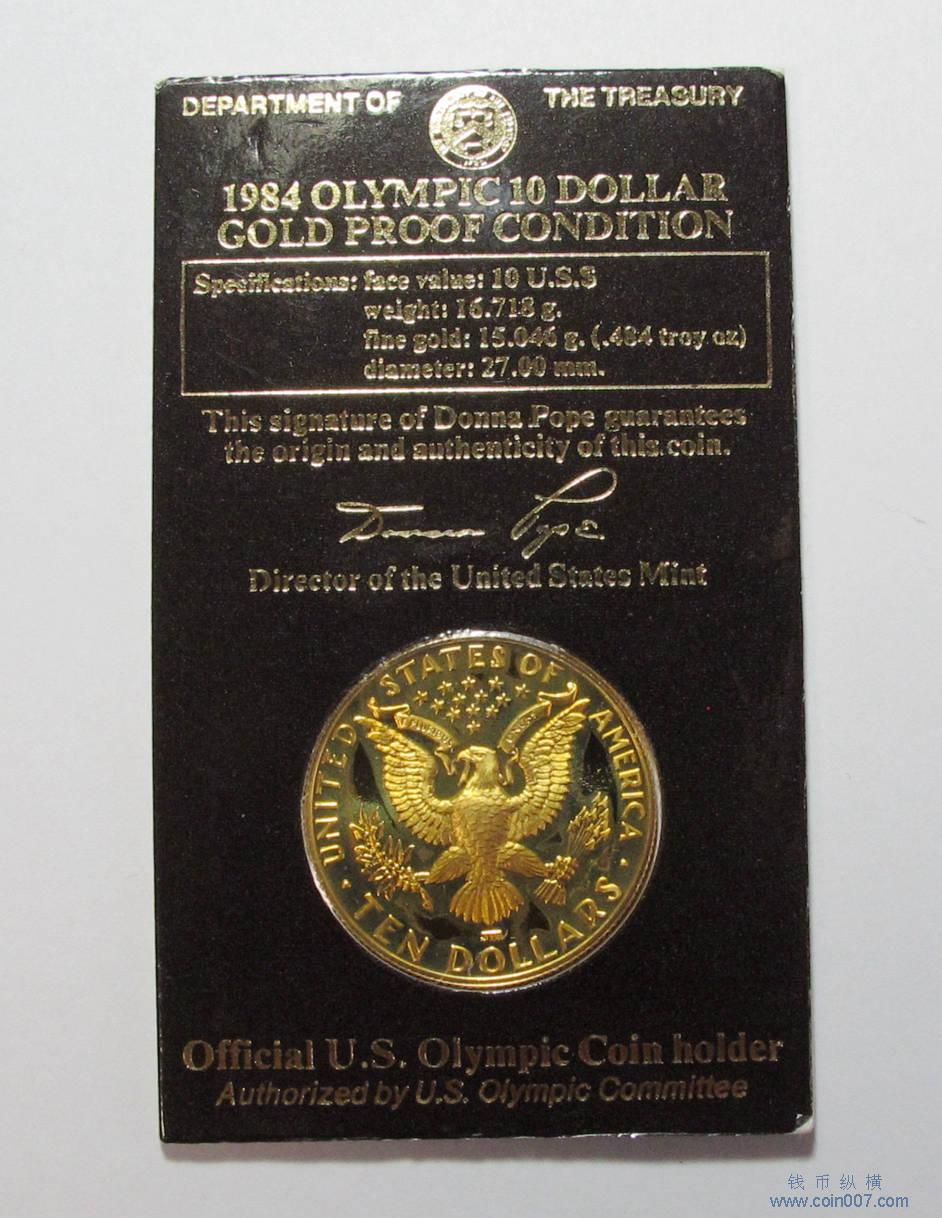 DEPARTMENT OF THE TREASURY
1984 OLYMPIC 10 DOLLAR
GOLD PROOF CONDITION
Specifications: face value: 10 U.S.$
weight: 16.718 g.
fine gold: 15.046 g. (.484 troy oz)
diameter: 27.00 mm.
This signature of Donna Pope guarantees
the origin and authenticity of this coin.
Donna Pope
Director of the United States Mint
UNITED STATES OF AMERICA
· TEN DOLLARS ·
Official U.S. Olympic Coin holder
Authorized by U.S. Olympic Committee
钱币纵横
www.coin007.com